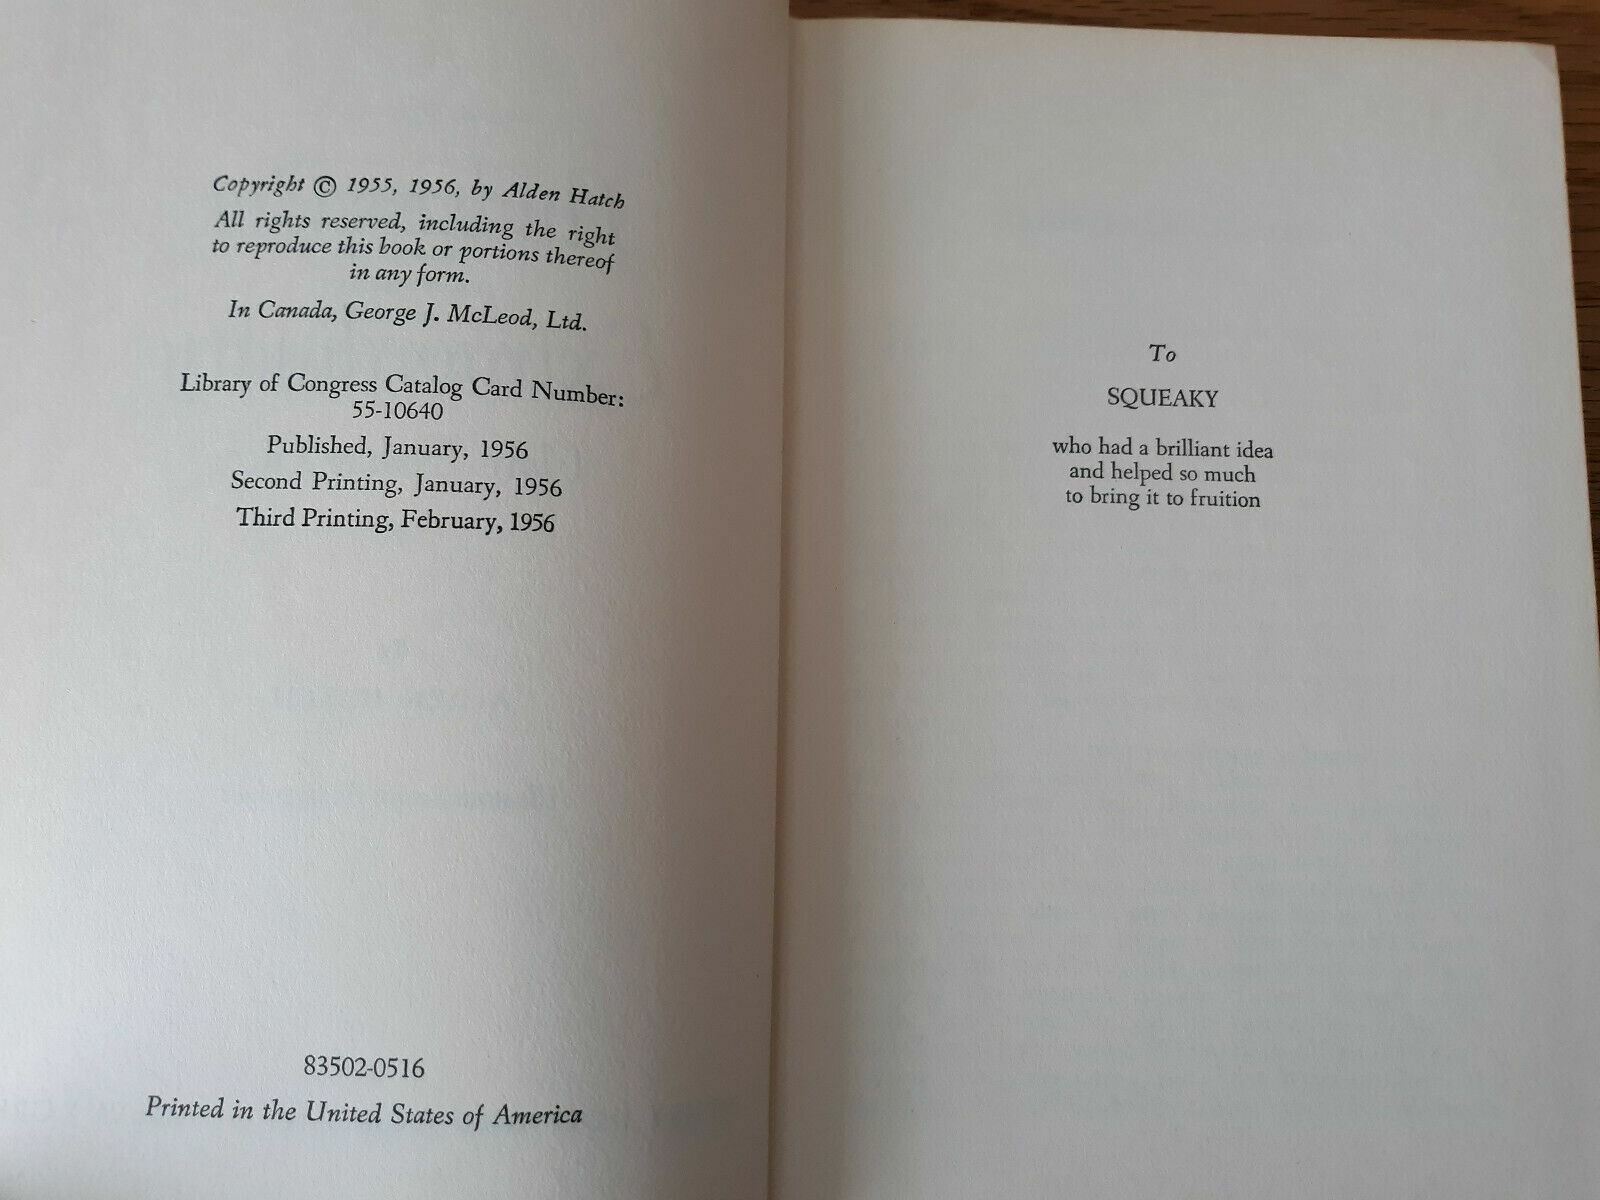 Copyright © 1955, 1956, by Alden Hatch
All rights reserved, including the right
to reproduce this book or portions thereof
in any form.
In Canada, George J. McLeod, Ltd.
Library of Congress Catalog Card Number:
55-10640
Published, January, 1956
Second Printing, January, 1956
Third Printing, February, 1956
83502-0516
Printed in the United States of America
To
SQUEAKY
who had a brilliant idea
and helped so much
to bring it to fruition